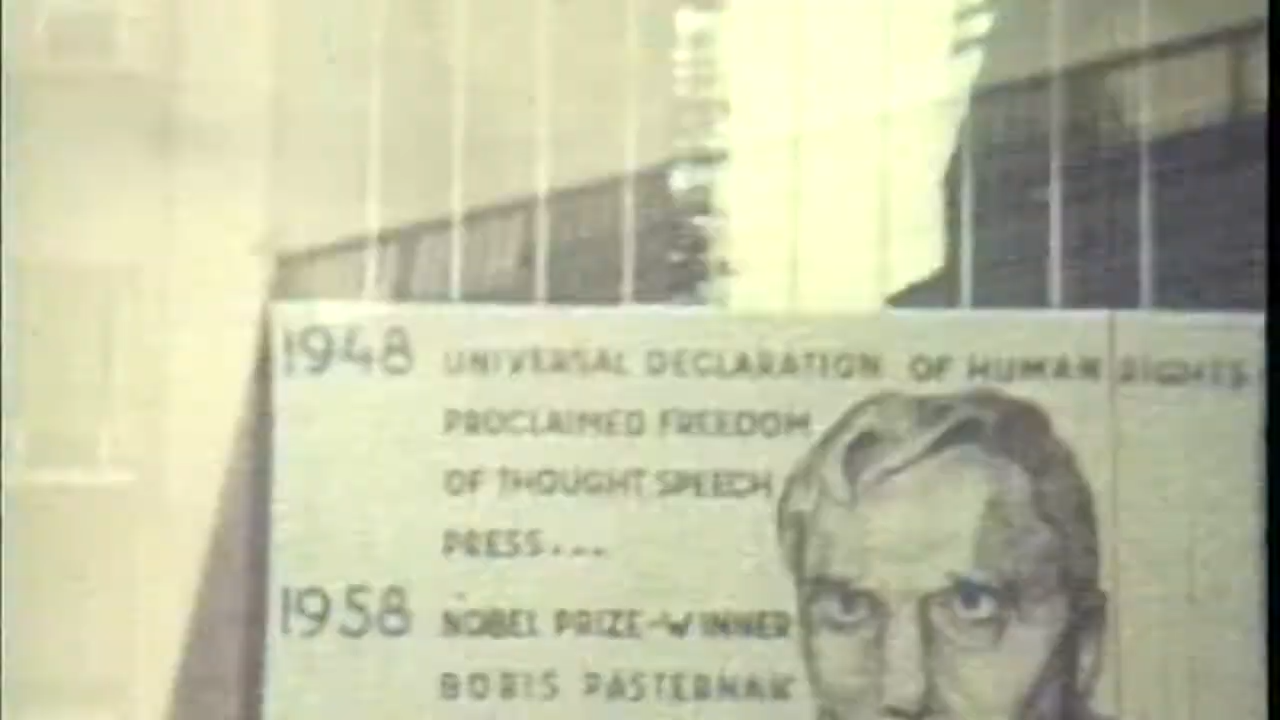 1948 UNIVERSAL DECLARATION OF HUMAN RIGHTS
PROCLAIMED FREEDOM
OF THOUGHT SPEECH
PRESS...
1958 NOBEL PRIZE-WINNER
BORIS PASTERNAK